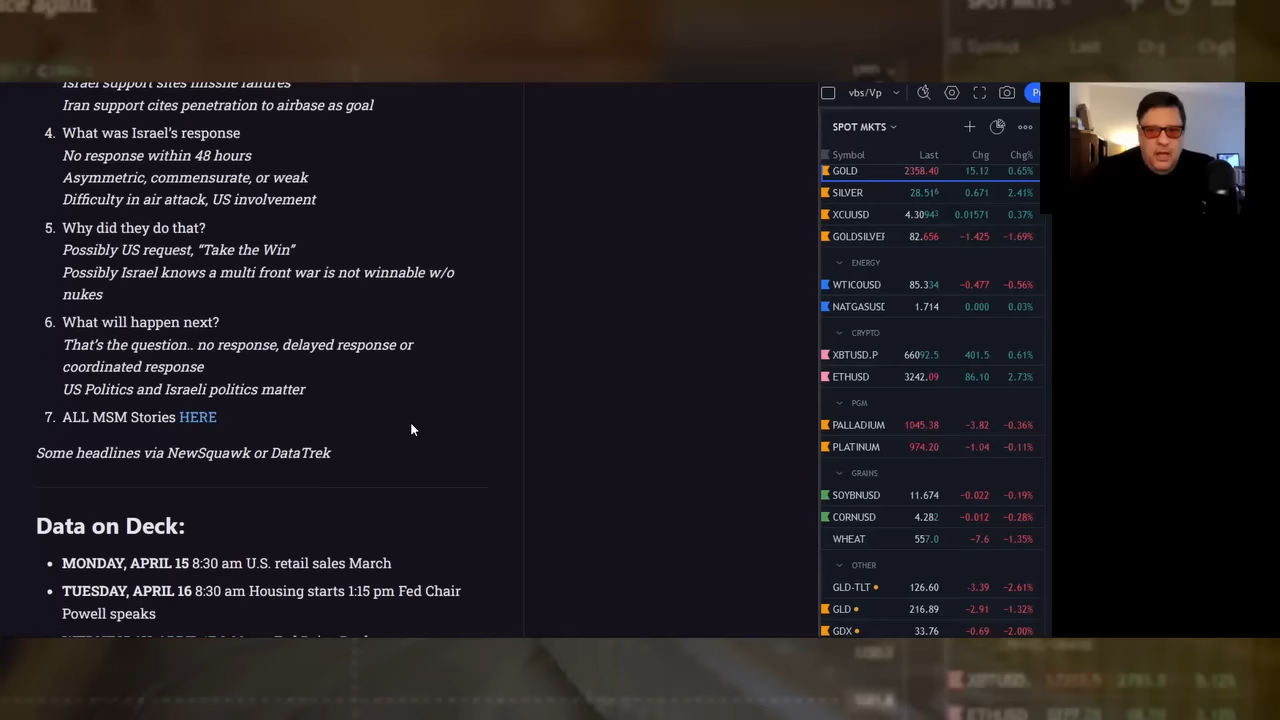 once again.
SPOT MKTS
Symbol Last Chg Chg%
Israel support sites missile failures
Iran support cites penetration to airbase as goal
4. What was Israel's response
No response within 48 hours
Asymmetric, commensurate, or weak
Difficulty in air attack, US involvement
5. Why did they do that?
Possibly US request, “Take the Win”
Possibly Israel knows a multi front war is not winnable w/o
nukes
6. What will happen next?
That's the question.. no response, delayed response or
coordinated response
US Politics and Israeli politics matter
7. ALL MSM Stories HERE
Some headlines via NewSquawk or DataTrek
Data on Deck:
• MONDAY, APRIL 15 8:30 am U.S. retail sales March
• TUESDAY, APRIL 16 8:30 am Housing starts 1:15 pm Fed Chair
Powell speaks
vbs/Vp
SPOT MKTS
Symbol Last Chg Chg%
GOLD 2358.40 15.12 0.65%
SILVER 28.516 0.671 2.41%
XCUUSD 4.30943 0.01571 0.37%
GOLDSILVER 82.656 −1.425 −1.69%
ENERGY
WTICOUSD 85.334 −0.477 −0.56%
NATGASUSD 1.714 0.000 0.03%
CRYPTO
XBTUSD.P 66092.5 401.5 0.61%
ETHUSD 3242.09 86.10 2.73%
PGM
PALLADIUM 1045.38 −3.82 −0.36%
PLATINUM 974.20 −1.04 −0.11%
GRAINS
SOYBNUSD 11.674 −0.022 −0.19%
CORNUSD 4.282 −0.012 −0.28%
WHEAT 557.0 −7.6 −1.35%
OTHER
GLD-TLT 126.60 -3.39 −2.61%
GLD 216.89 −2.91 −1.32%
GDX 33.76 −0.69 −2.00%
XBTUSD.
ETHUSD